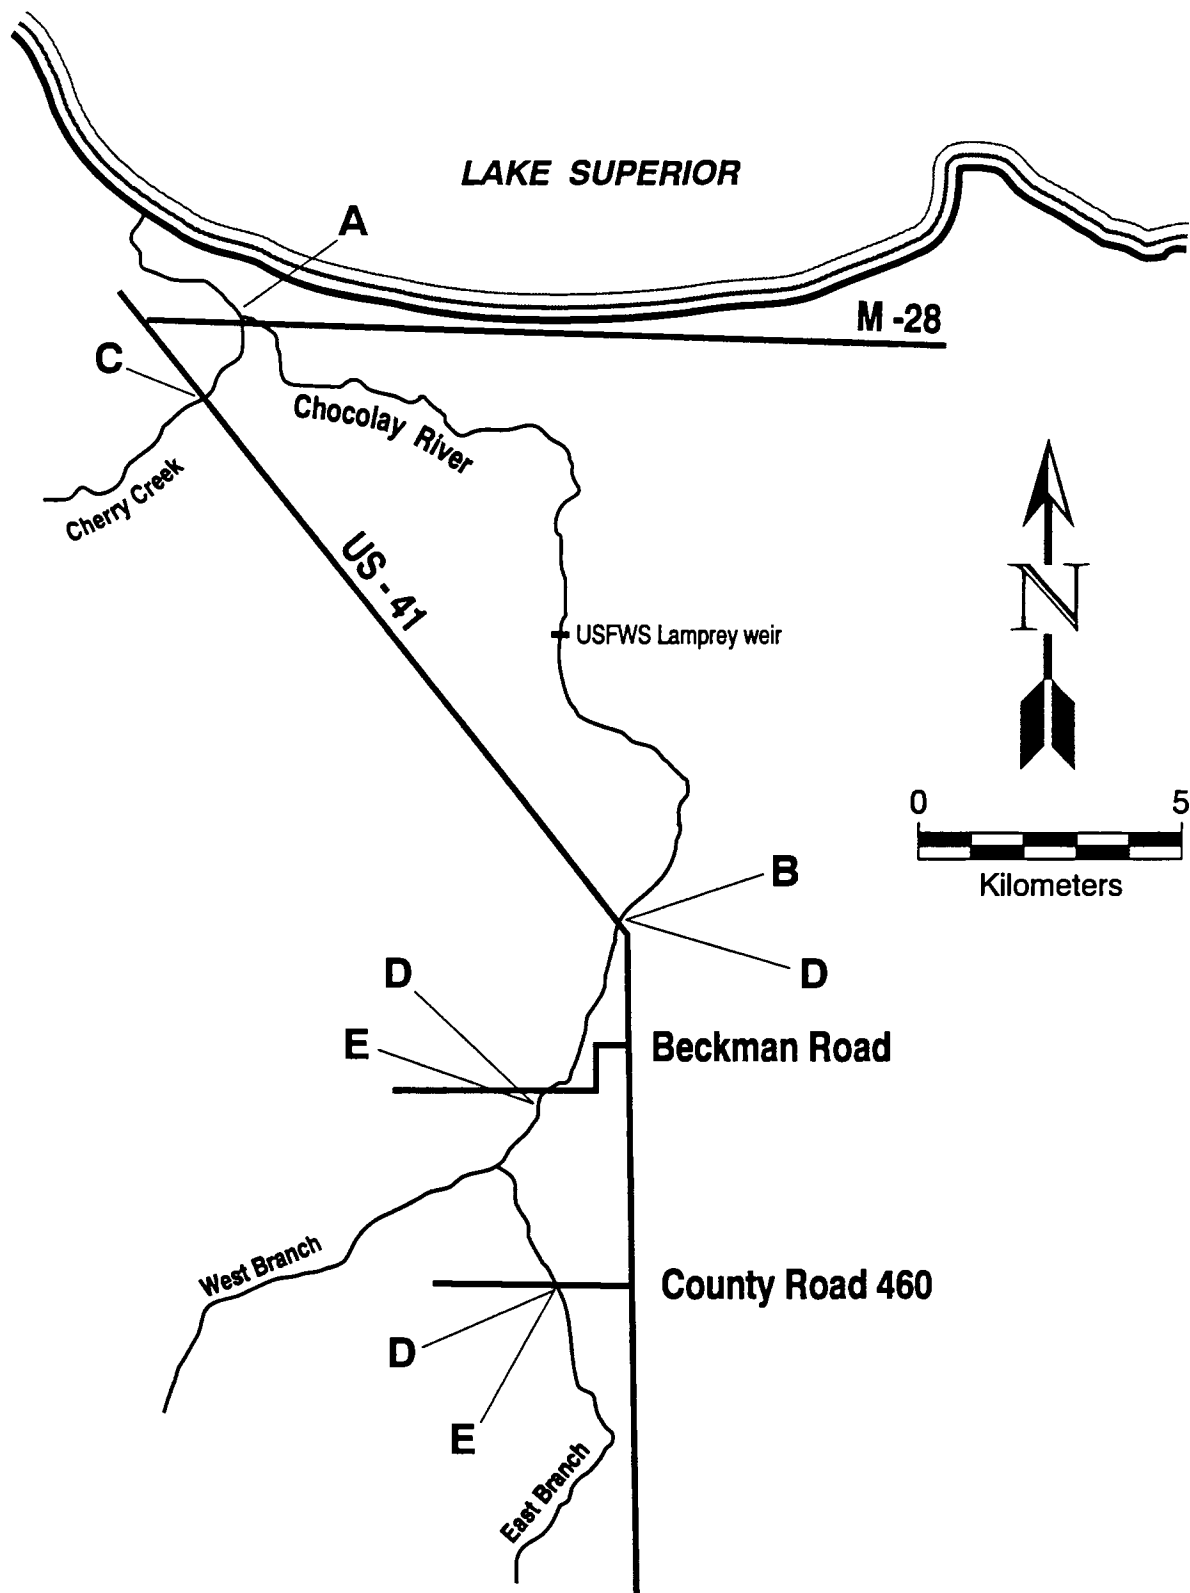 LAKE SUPERIOR
A
M -28
C
Chocolay River
Cherry Creek
US - 41
N
USFWS Lamprey weir
0 5
Kilometers
B
D
D
E
Beckman Road
West Branch
County Road 460
D
E
East Branch